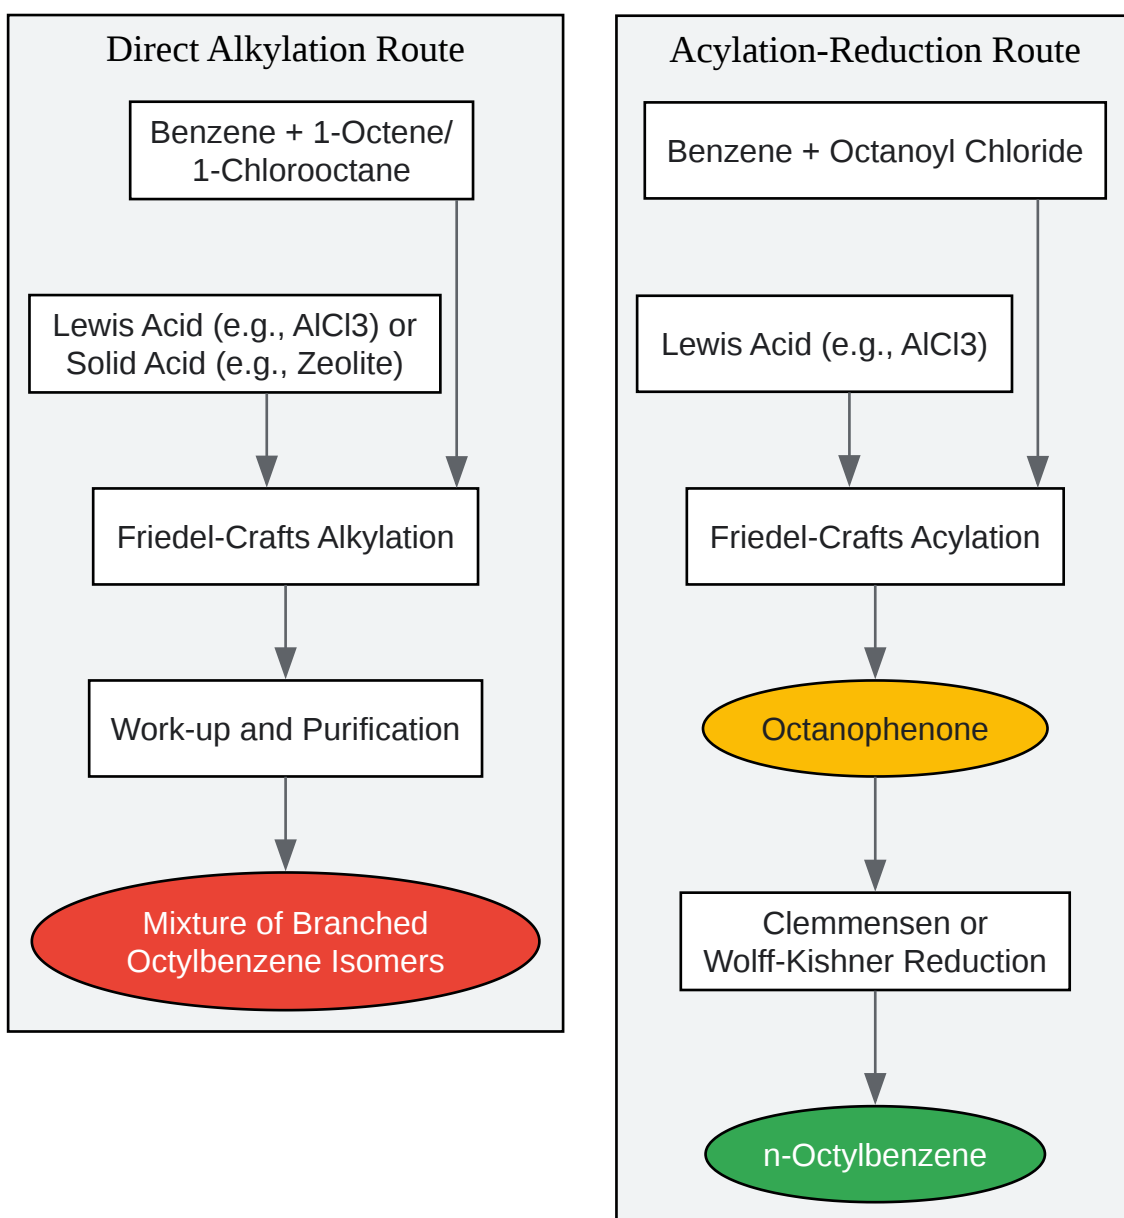 Direct Alkylation Route
Benzene + 1-Octene/
1-Chlorooctane
Lewis Acid (e.g., AlCl3) or
Solid Acid (e.g., Zeolite)
Friedel-Crafts Alkylation
Work-up and Purification
Mixture of Branched
Octylbenzene Isomers
Acylation-Reduction Route
Benzene + Octanoyl Chloride
Lewis Acid (e.g., AlCl3)
Friedel-Crafts Acylation
Octanophenone
Clemmensen or
Wolff-Kishner Reduction
n-Octylbenzene